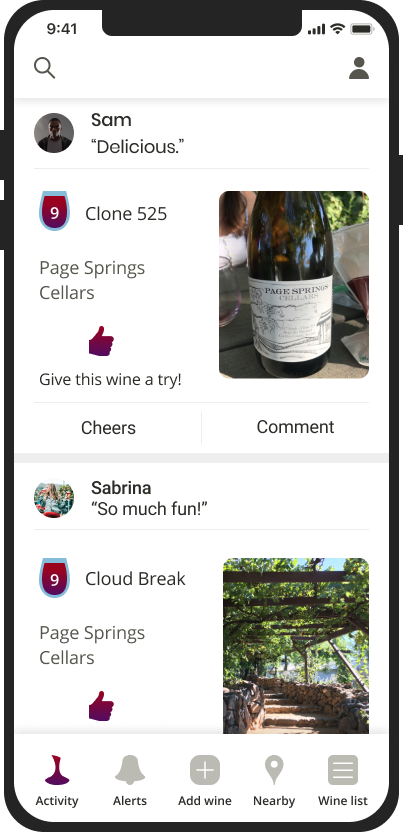 9:41
Sam
“Delicious.”
9
Clone 525
Page Springs
Cellars
PAGE SPRINGS
CELLARS
Give this wine a try!
Cheers
Comment
Sabrina
“So much fun!”
9
Cloud Break
Page Springs
Cellars
Activity
Alerts
Add wine
Nearby
Wine list